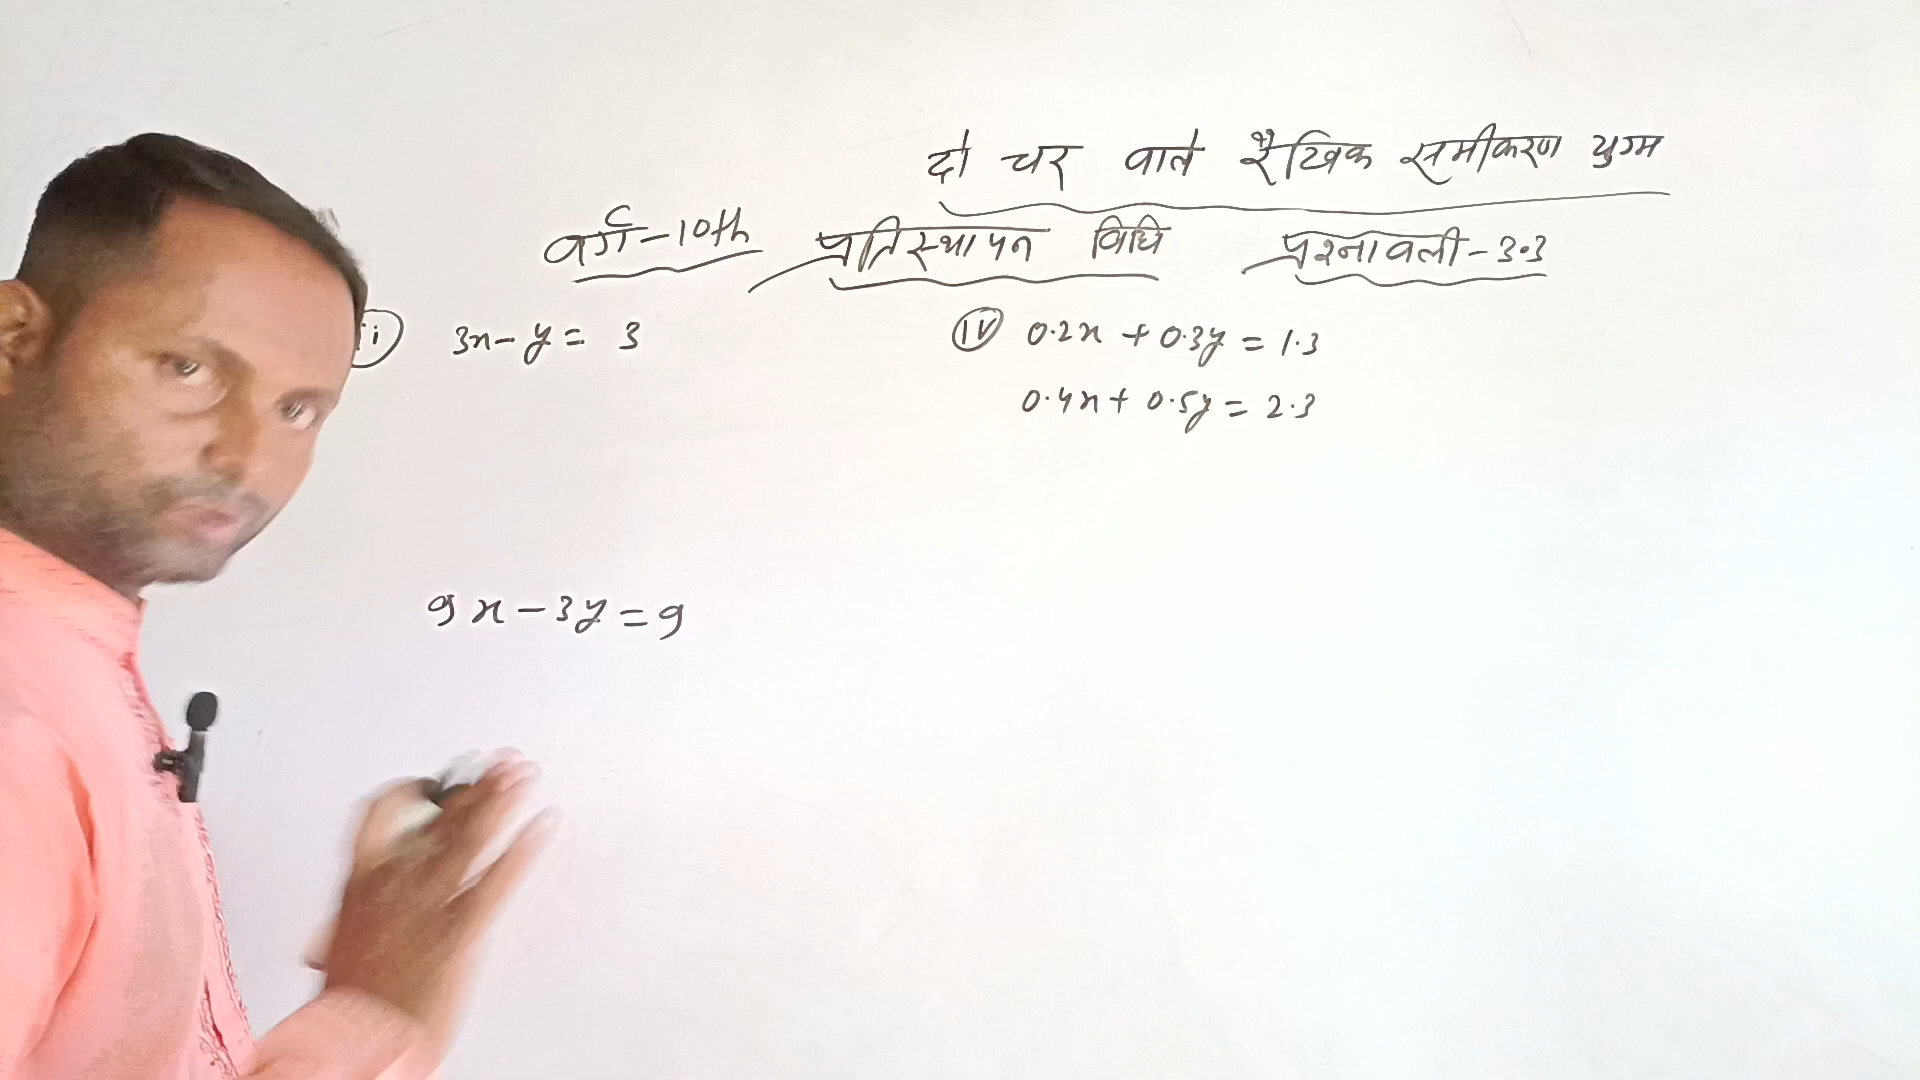 दो चर वाले रैखिक समीकरण युग्म
वर्ग-10th प्रतिस्थापन विधि प्रश्नावली-3.3
ii) 3x-y= 3
(iv) 0.2x + 0.3y = 1.3
0.4x+ 0.5y = 2.3
9x-3y=9